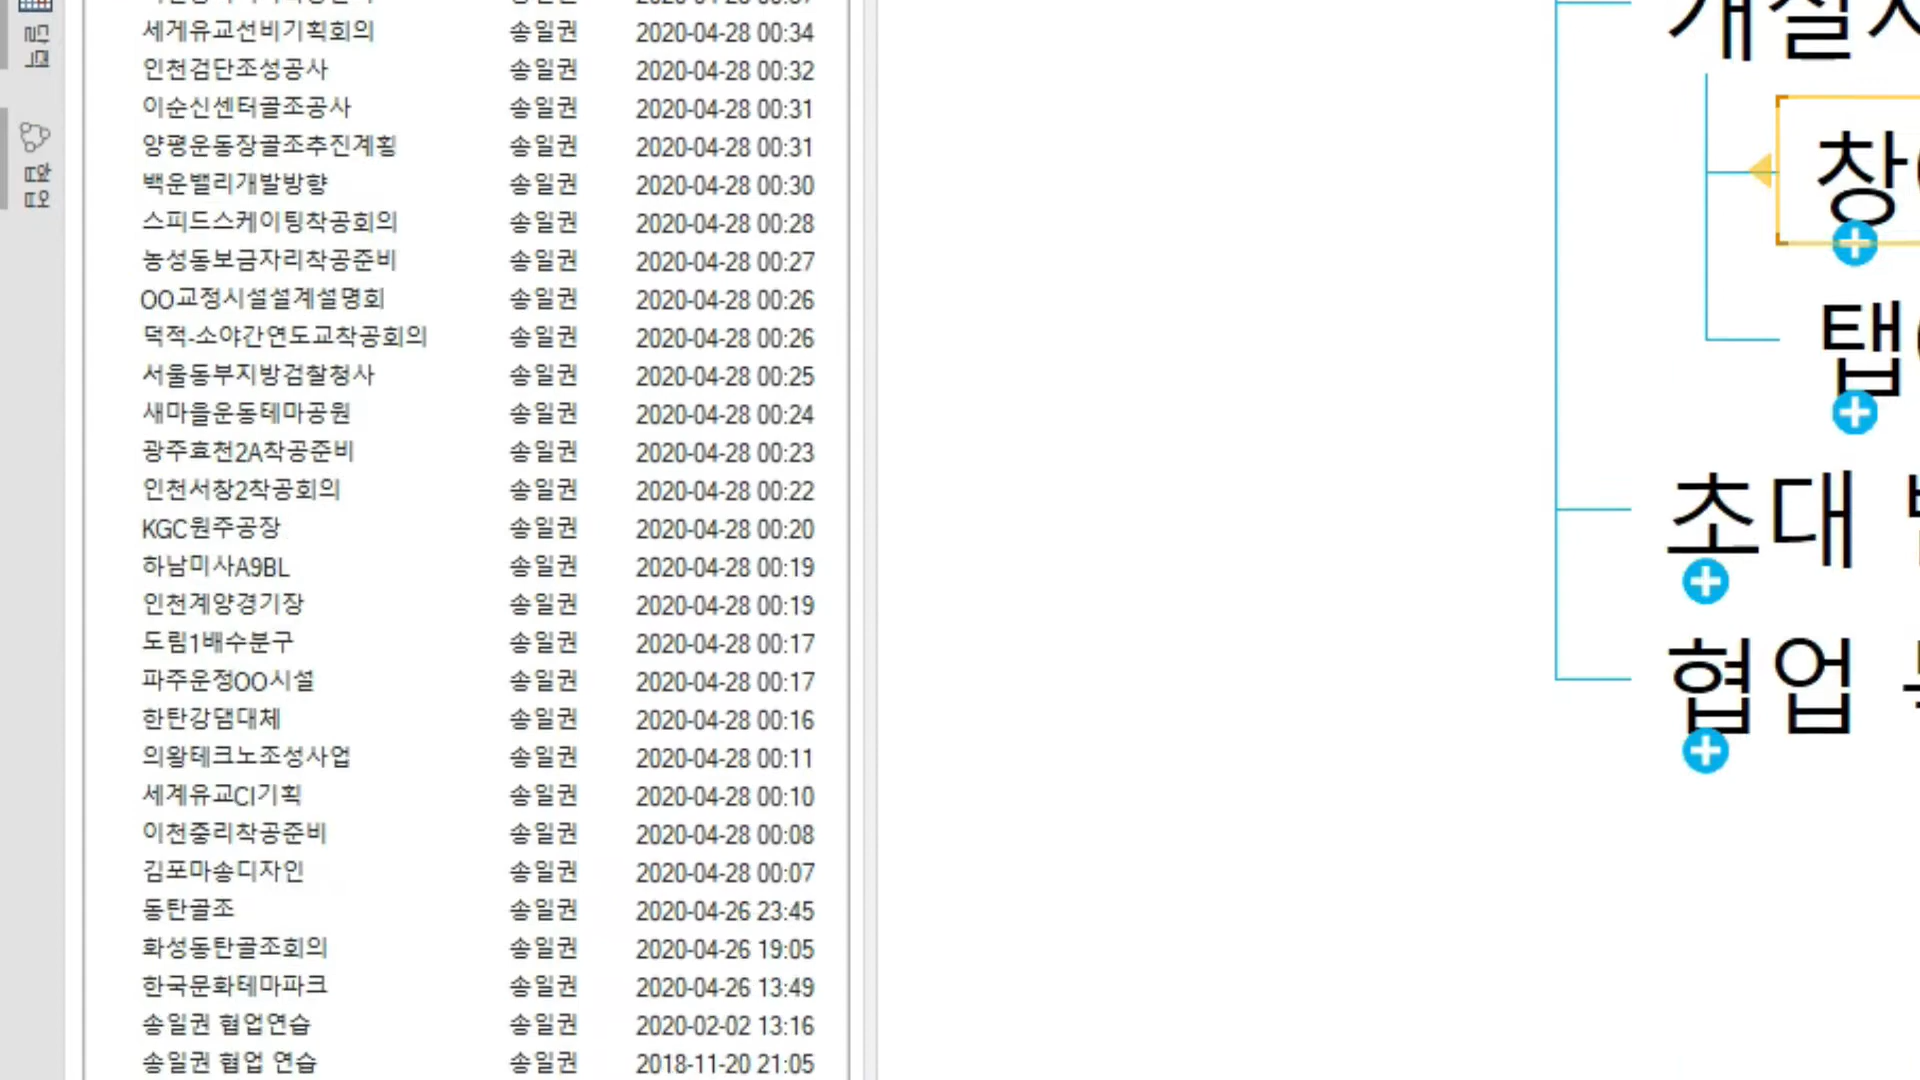 세게유교선비기획회의 송일권 2020-04-28 00:34
인천검단조성공사 송일권 2020-04-28 00:32
이순신센터골조공사 송일권 2020-04-28 00:31
양평운동장골조추진계획 송일권 2020-04-28 00:31
백운밸리개발방향 송일권 2020-04-28 00:30
스피드스케이팅착공회의 송일권 2020-04-28 00:28
농성동보금자리착공준비 송일권 2020-04-28 00:27
OO교정시설설계설명회 송일권 2020-04-28 00:26
덕적-소야간연도교착공회의 송일권 2020-04-28 00:26
서울동부지방검찰청사 송일권 2020-04-28 00:25
새마을운동테마공원 송일권 2020-04-28 00:24
광주효천2A착공준비 송일권 2020-04-28 00:23
인천서창2착공회의 송일권 2020-04-28 00:22
KGC원주공장 송일권 2020-04-28 00:20
하남미사A9BL 송일권 2020-04-28 00:19
인천계양경기장 송일권 2020-04-28 00:19
도림1배수분구 송일권 2020-04-28 00:17
파주운정OO시설 송일권 2020-04-28 00:17
한탄강댐대체 송일권 2020-04-28 00:16
의왕테크노조성사업 송일권 2020-04-28 00:11
세계유교CI기획 송일권 2020-04-28 00:10
이천중리착공준비 송일권 2020-04-28 00:08
김포마송디자인 송일권 2020-04-28 00:07
동탄골조 송일권 2020-04-26 23:45
화성동탄골조회의 송일권 2020-04-26 19:05
한국문화테마파크 송일권 2020-04-26 13:49
송일권 협업연습 송일권 2020-02-02 13:16
송일권 협업 연습 송일권 2018-11-20 21:05
개설
창
탭
초대
협업